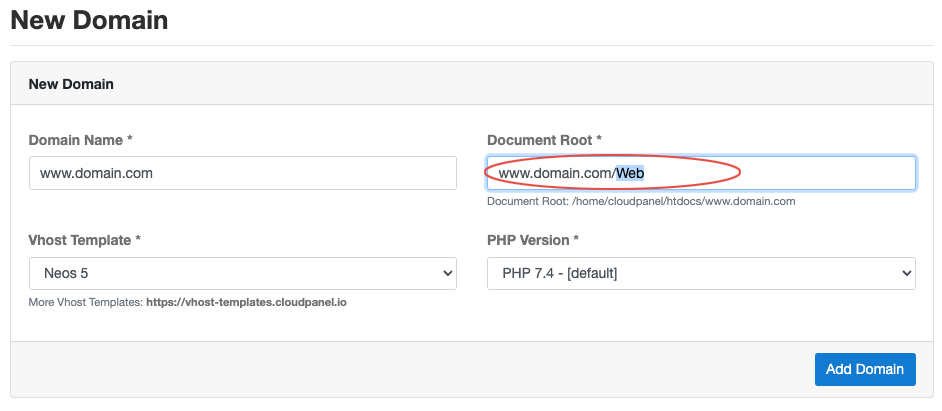 New Domain
New Domain
Domain Name *
www.domain.com
Document Root *
www.domain.com/Web
Document Root: /home/cloudpanel/htdocs/www.domain.com
Vhost Template *
Neos 5
More Vhost Templates: https://vhost-templates.cloudpanel.io
PHP Version *
PHP 7.4 - [default]
Add Domain